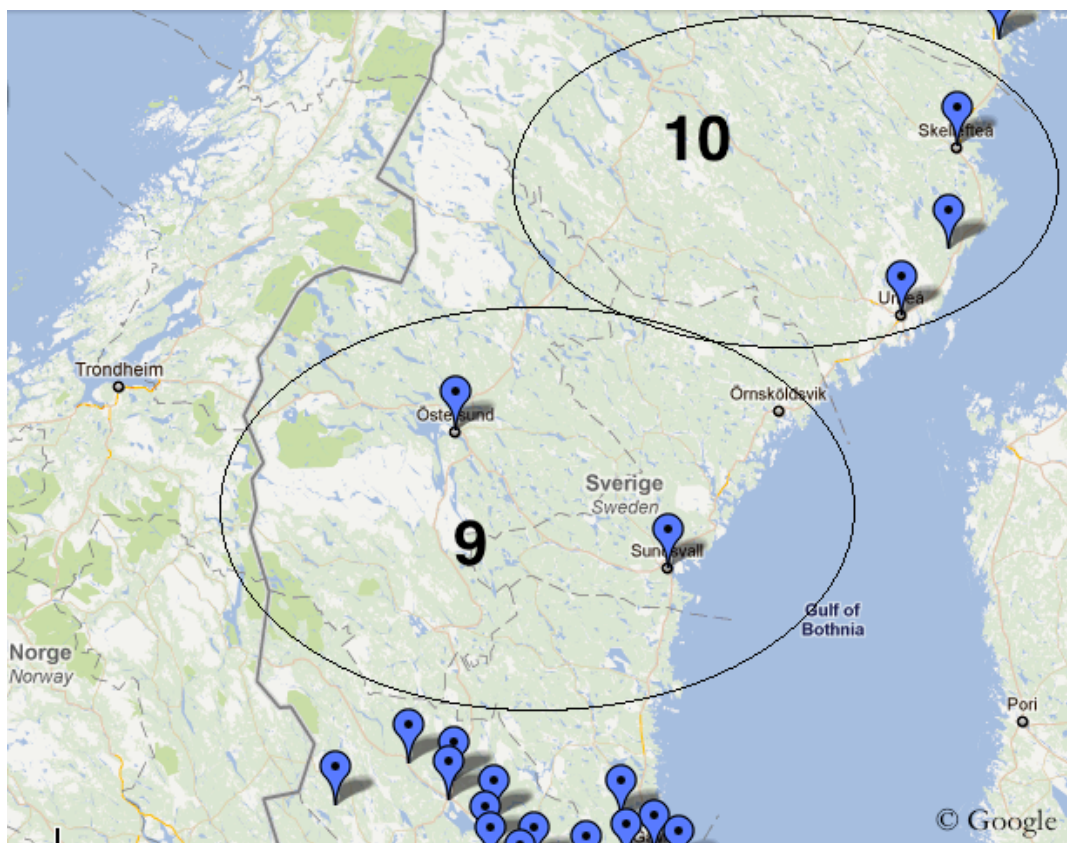 10
Skellefteå
Umeå
Trondheim
Örnsköldsvik
Östersund
Sverige
Sweden
9
Sundsvall
Gulf of
Bothnia
Norge
Norway
Pori
© Google